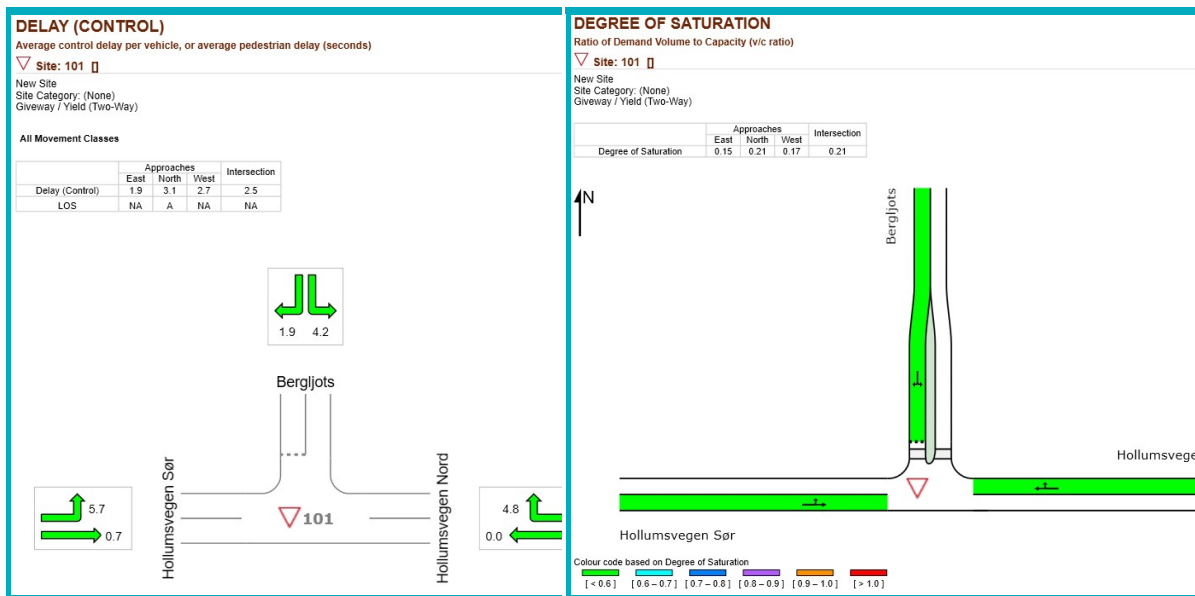 DELAY (CONTROL)
Average control delay per vehicle, or average pedestrian delay (seconds)
Site: 101 []
New Site
Site Category: (None)
Giveway / Yield (Two-Way)
All Movement Classes
Approaches Intersection
East North West
Delay (Control) 1.9 3.1 2.7 2.5
LOS NA A NA NA
1.9 4.2
Bergljots
Hollumsvegen Sør
Hollumsvegen Nord
5.7
0.7
101
4.8
0.0
DEGREE OF SATURATION
Ratio of Demand Volume to Capacity (v/c ratio)
Site: 101 []
New Site
Site Category: (None)
Giveway / Yield (Two-Way)
Approaches Intersection
East North West
Degree of Saturation 0.15 0.21 0.17 0.21
N
Bergljots
Hollumsvege
Hollumsvegen Sør
Colour code based on Degree of Saturation
[ < 0.6 ] [ 0.6 – 0.7 ] [ 0.7 – 0.8 ] [ 0.8 – 0.9 ] [ 0.9 – 1.0 ] [ > 1.0 ]